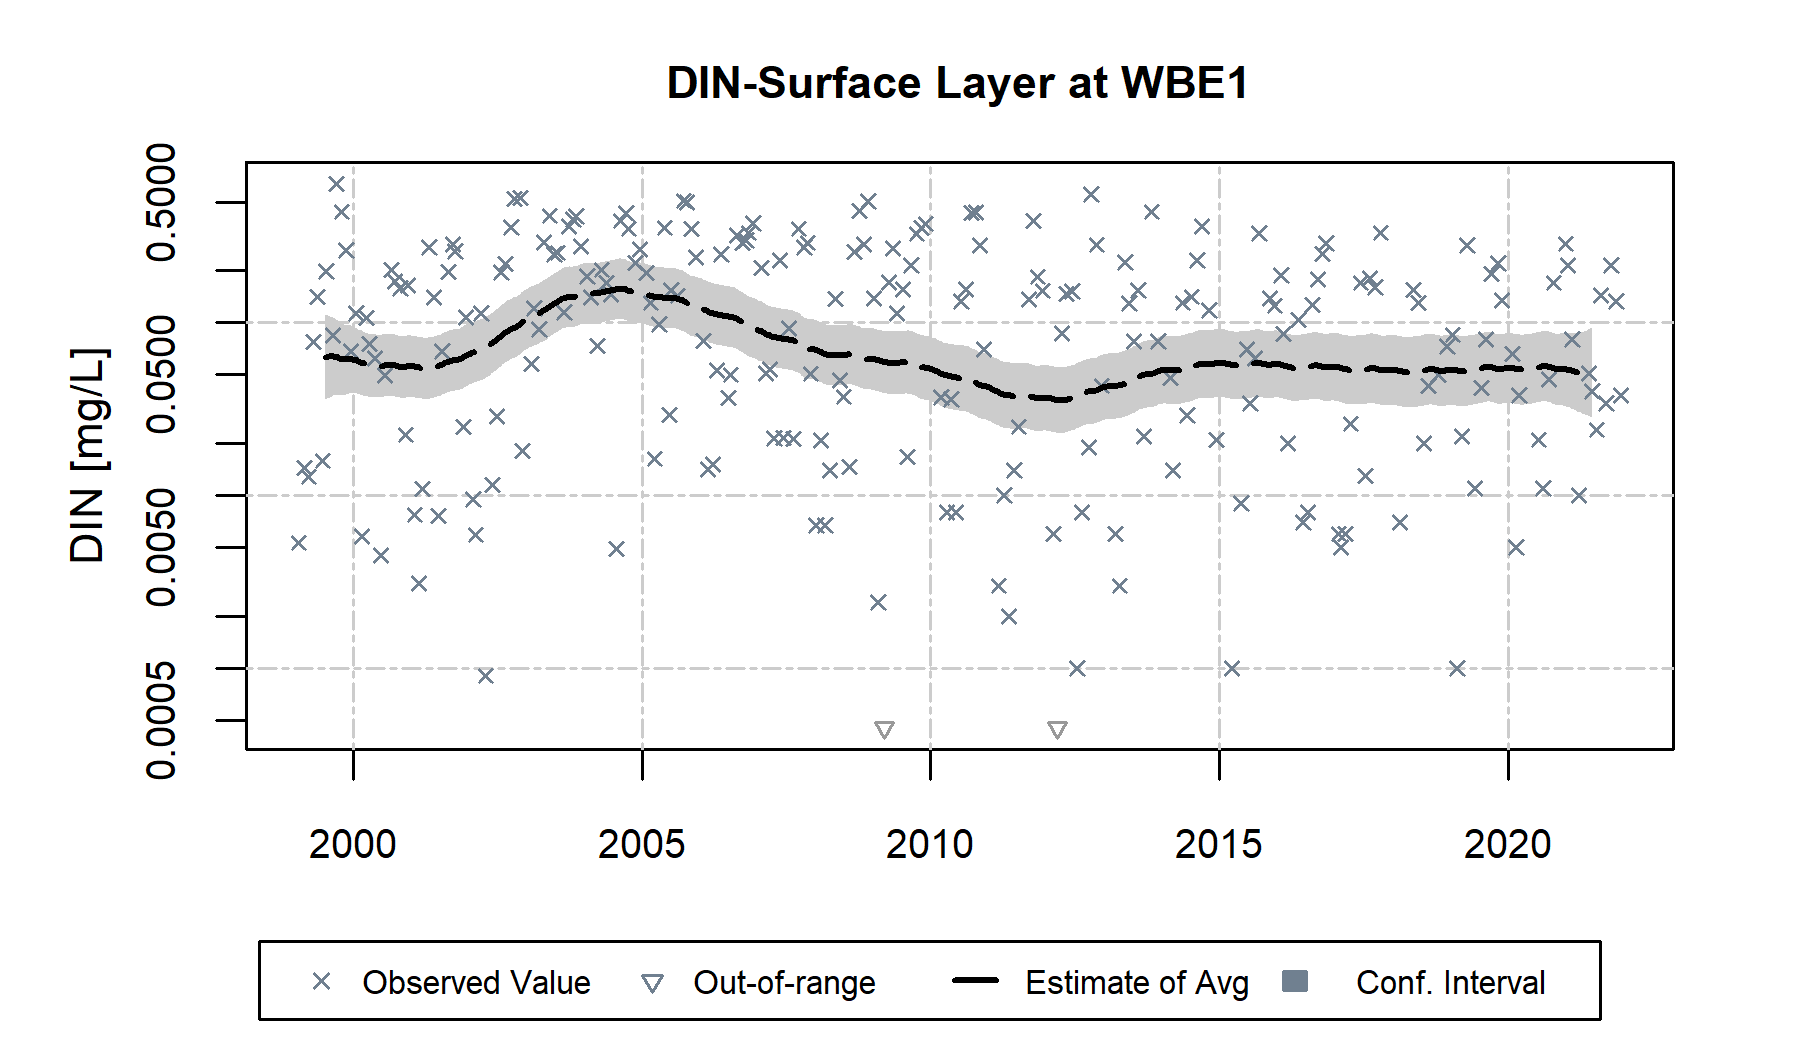 DIN-Surface Layer at WBE1
DIN [mg/L]
0.5000
0.0500
0.0050
0.0005
2000 2005 2010 2015 2020
Observed Value Out-of-range Estimate of Avg Conf. Interval